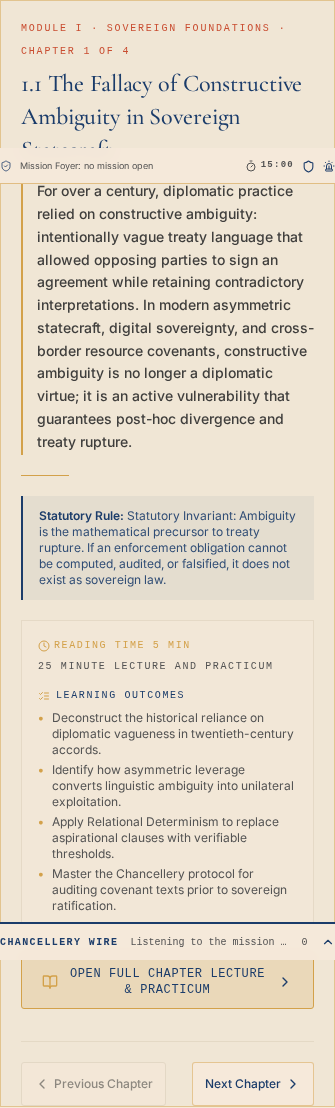 MODULE I · SOVEREIGN FOUNDATIONS ·
CHAPTER 1 OF 4
1.1 The Fallacy of Constructive
Ambiguity in Sovereign
Mission Foyer: no mission open
15:00
For over a century, diplomatic practice
relied on constructive ambiguity:
intentionally vague treaty language that
allowed opposing parties to sign an
agreement while retaining contradictory
interpretations. In modern asymmetric
statecraft, digital sovereignty, and cross-
border resource covenants, constructive
ambiguity is no longer a diplomatic
virtue; it is an active vulnerability that
guarantees post-hoc divergence and
treaty rupture.
Statutory Rule: Statutory Invariant: Ambiguity
is the mathematical precursor to treaty
rupture. If an enforcement obligation cannot
be computed, audited, or falsified, it does not
exist as sovereign law.
READING TIME 5 MIN
25 MINUTE LECTURE AND PRACTICUM
LEARNING OUTCOMES
• Deconstruct the historical reliance on
diplomatic vagueness in twentieth-century
accords.
• Identify how asymmetric leverage
converts linguistic ambiguity into unilateral
exploitation.
• Apply Relational Determinism to replace
aspirational clauses with verifiable
thresholds.
• Master the Chancellery protocol for
auditing covenant texts prior to sovereign
ratification.
CHANCELLERY WIRE Listening to the mission … 0
OPEN FULL CHAPTER LECTURE
& PRACTICUM
Previous Chapter
Next Chapter